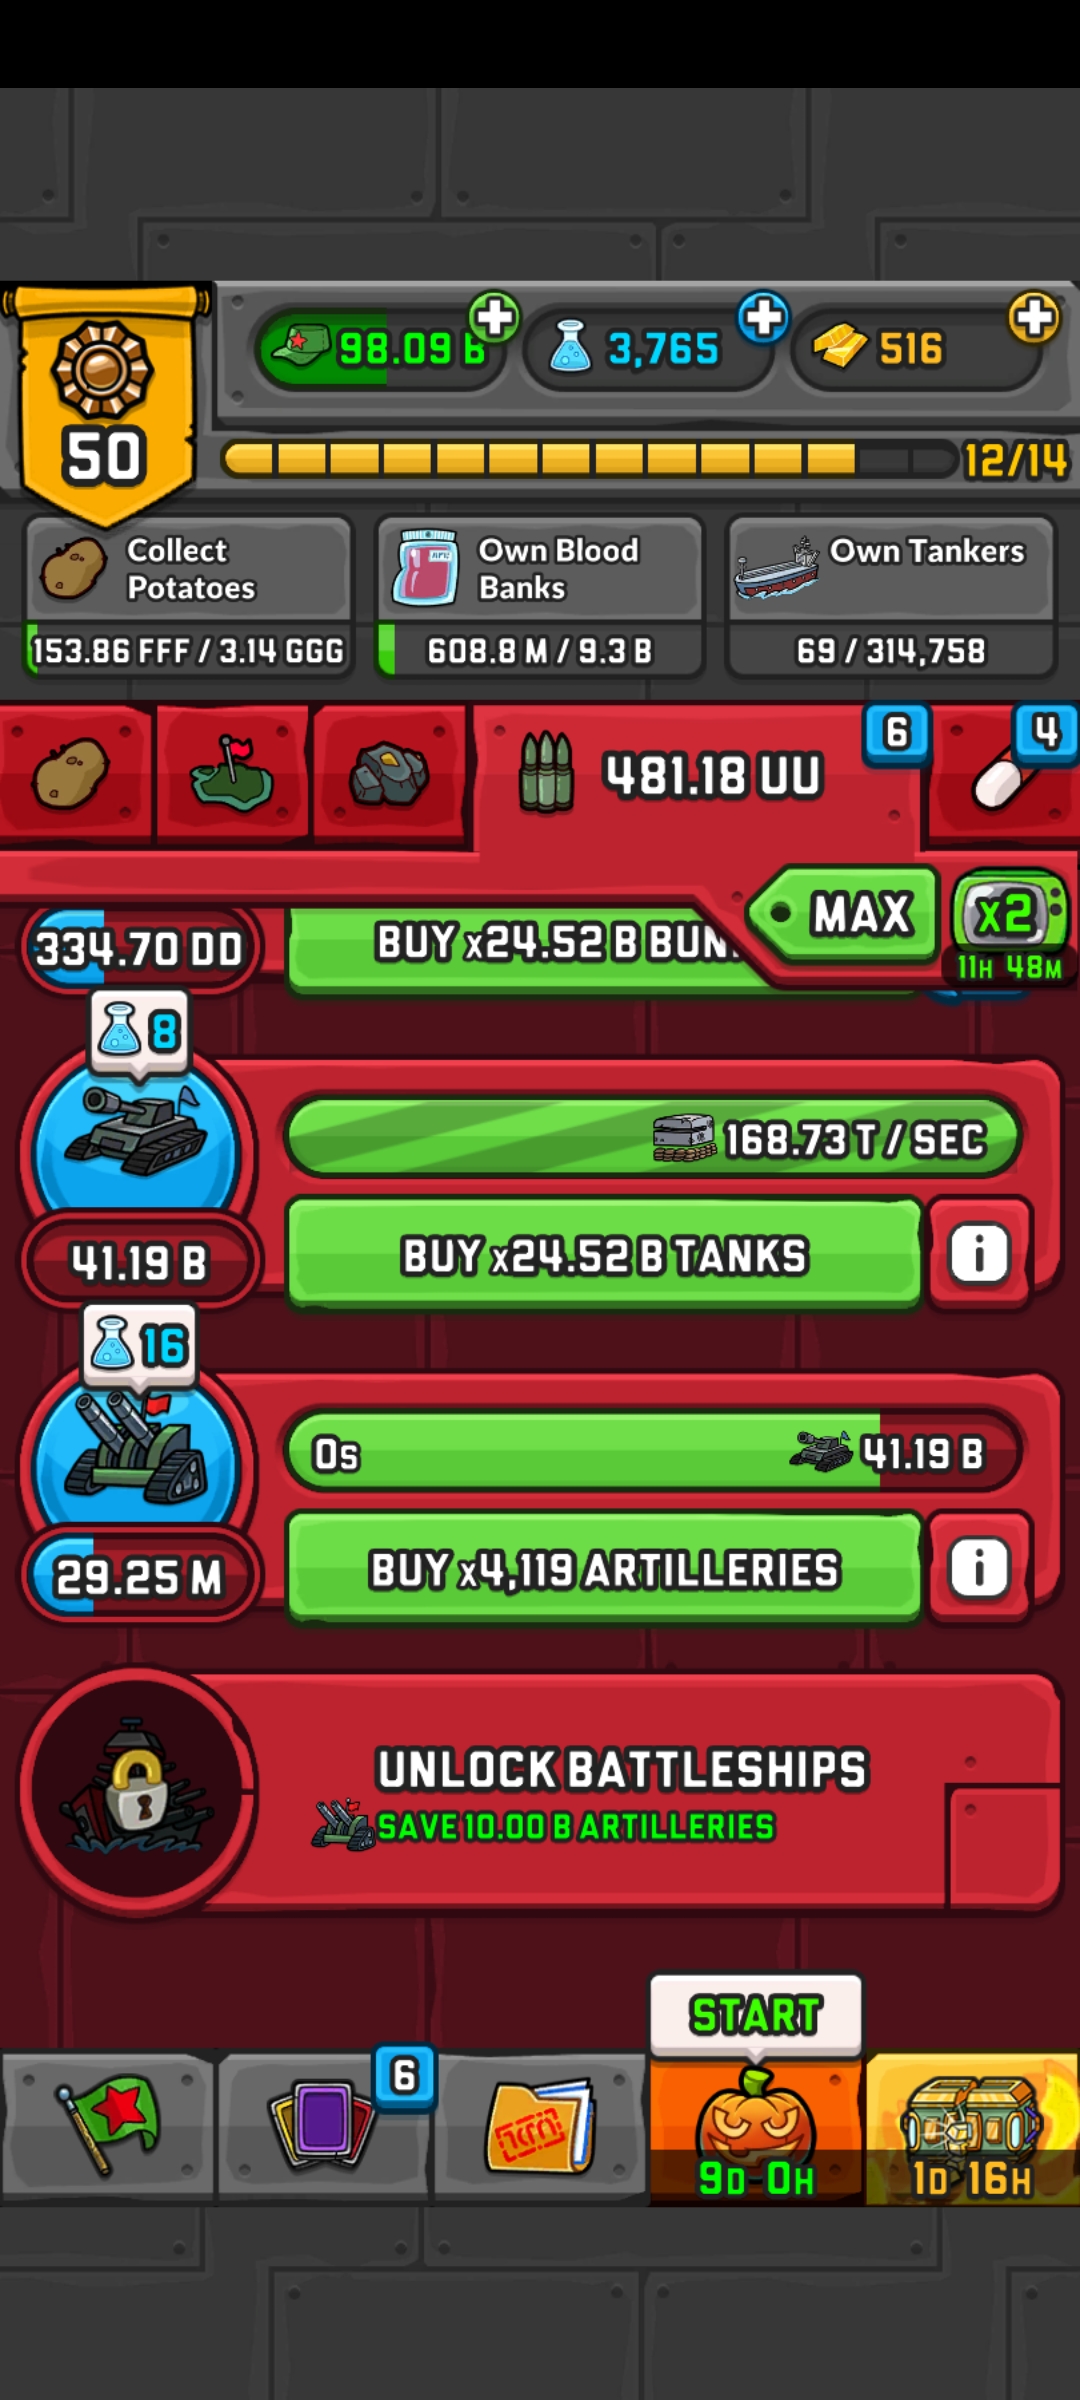 50
98.09 B
3,765
516
12/14
Collect
Potatoes
153.86 FFF / 3.14 GGG
Own Blood
Banks
608.8 M / 9.3 B
Own Tankers
69 / 314,758
481.18 UU
6
4
MAX
x2
11H 48M
334.70 DD
BUY x24.52 B BUN
8
168.73 T / SEC
41.19 B
BUY x24.52 B TANKS
i
16
0s
41.19 B
29.25 M
BUY x4,119 ARTILLERIES
i
UNLOCK BATTLESHIPS
SAVE 10.00 B ARTILLERIES
START
6
9D 0H
1D 16H